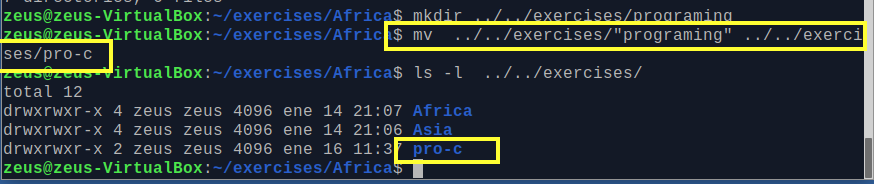 zeus@zeus-VirtualBox:~/exercises/Africa$ mkdir ../../exercises/programing
zeus@zeus-VirtualBox:~/exercises/Africa$ mv  ../../exercises/"programing" ../../exerci
ses/pro-c
zeus@zeus-VirtualBox:~/exercises/Africa$ ls -l  ../../exercises/
total 12
drwxrwxr-x 4 zeus zeus 4096 ene 14 21:07 Africa
drwxrwxr-x 4 zeus zeus 4096 ene 14 21:06 Asia
drwxrwxr-x 2 zeus zeus 4096 ene 16 11:37 pro-c
zeus@zeus-VirtualBox:~/exercises/Africa$